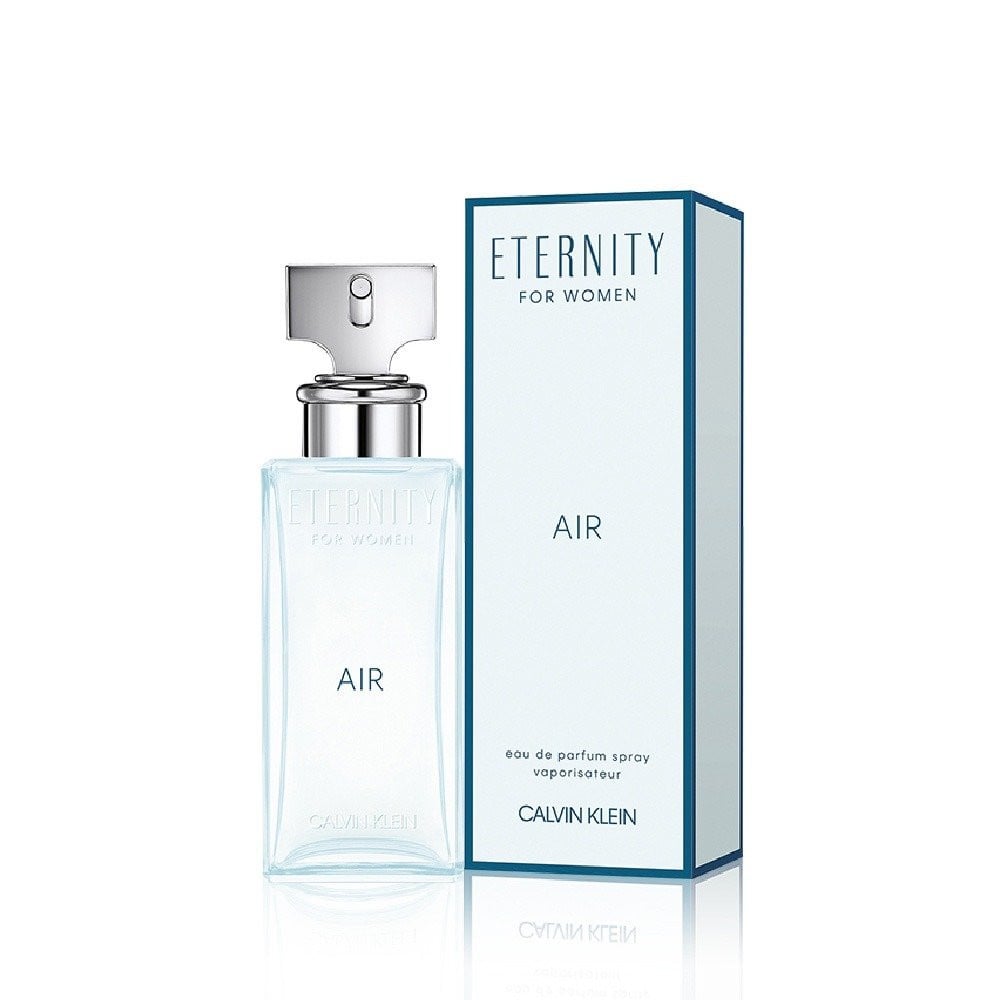 ETERNITY
FOR WOMEN
AIR
CALVIN KLEIN
ETERNITY
FOR WOMEN
AIR
eau de parfum spray
vaporisateur
CALVIN KLEIN